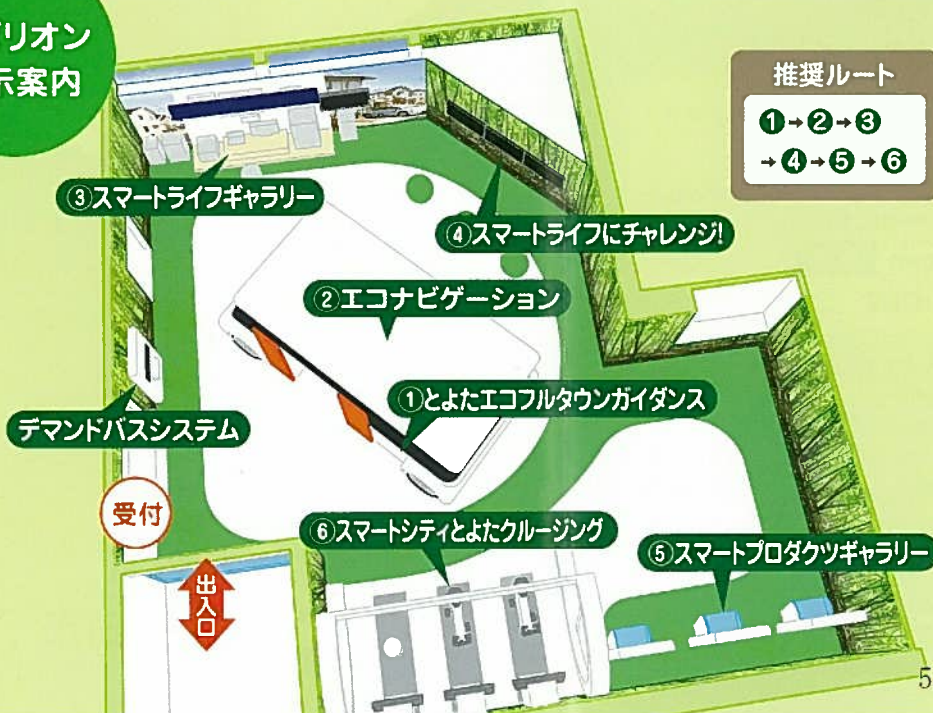 リオン
示案内
推奨ルート
❶→❷→❸
→❹→❺→❻
③スマートライフギャラリー
④スマートライフにチャレンジ!
②エコナビゲーション
①とよたエコフルタウンガイダンス
デマンドバスシステム
受付
⑥スマートシティとよたクルージング
⑤スマートプロダクツギャラリー
出入口
5